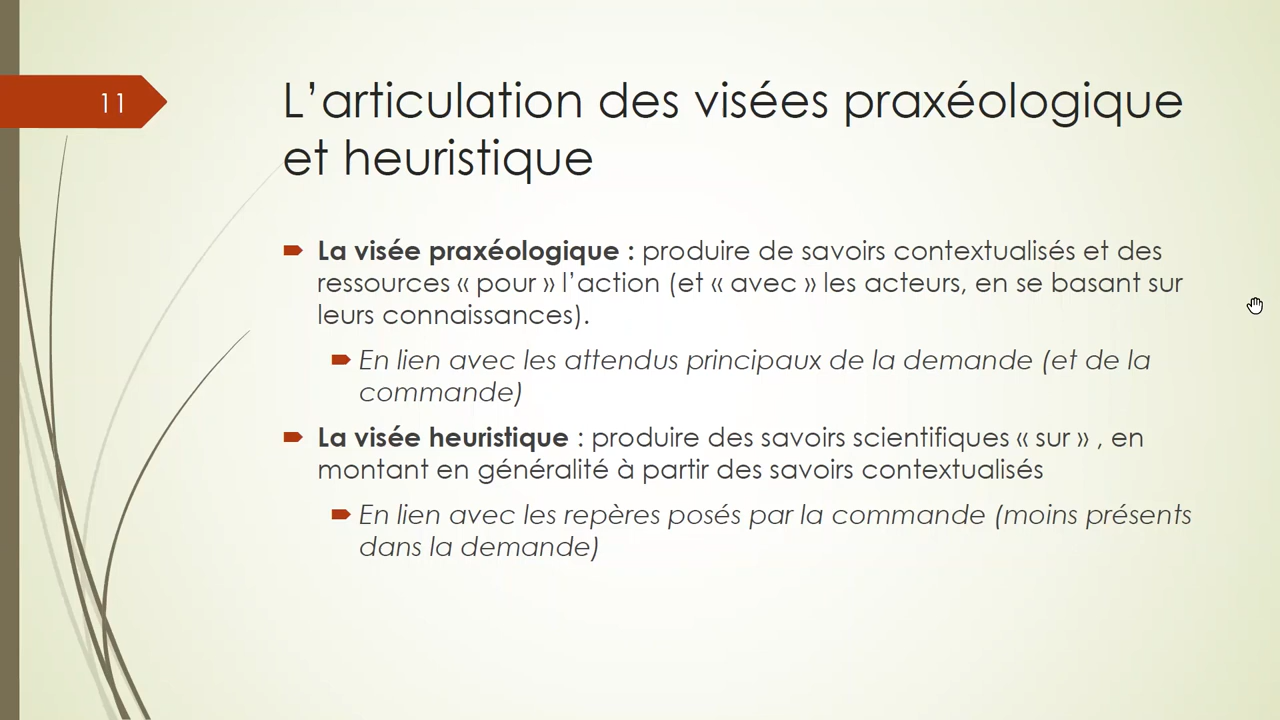 11
L’articulation des visées praxéologique
et heuristique
La visée praxéologique : produire de savoirs contextualisés et des
ressources « pour » l’action (et « avec » les acteurs, en se basant sur
leurs connaissances).
En lien avec les attendus principaux de la demande (et de la
commande)
La visée heuristique : produire des savoirs scientifiques « sur » , en
montant en généralité à partir des savoirs contextualisés
En lien avec les repères posés par la commande (moins présents
dans la demande)